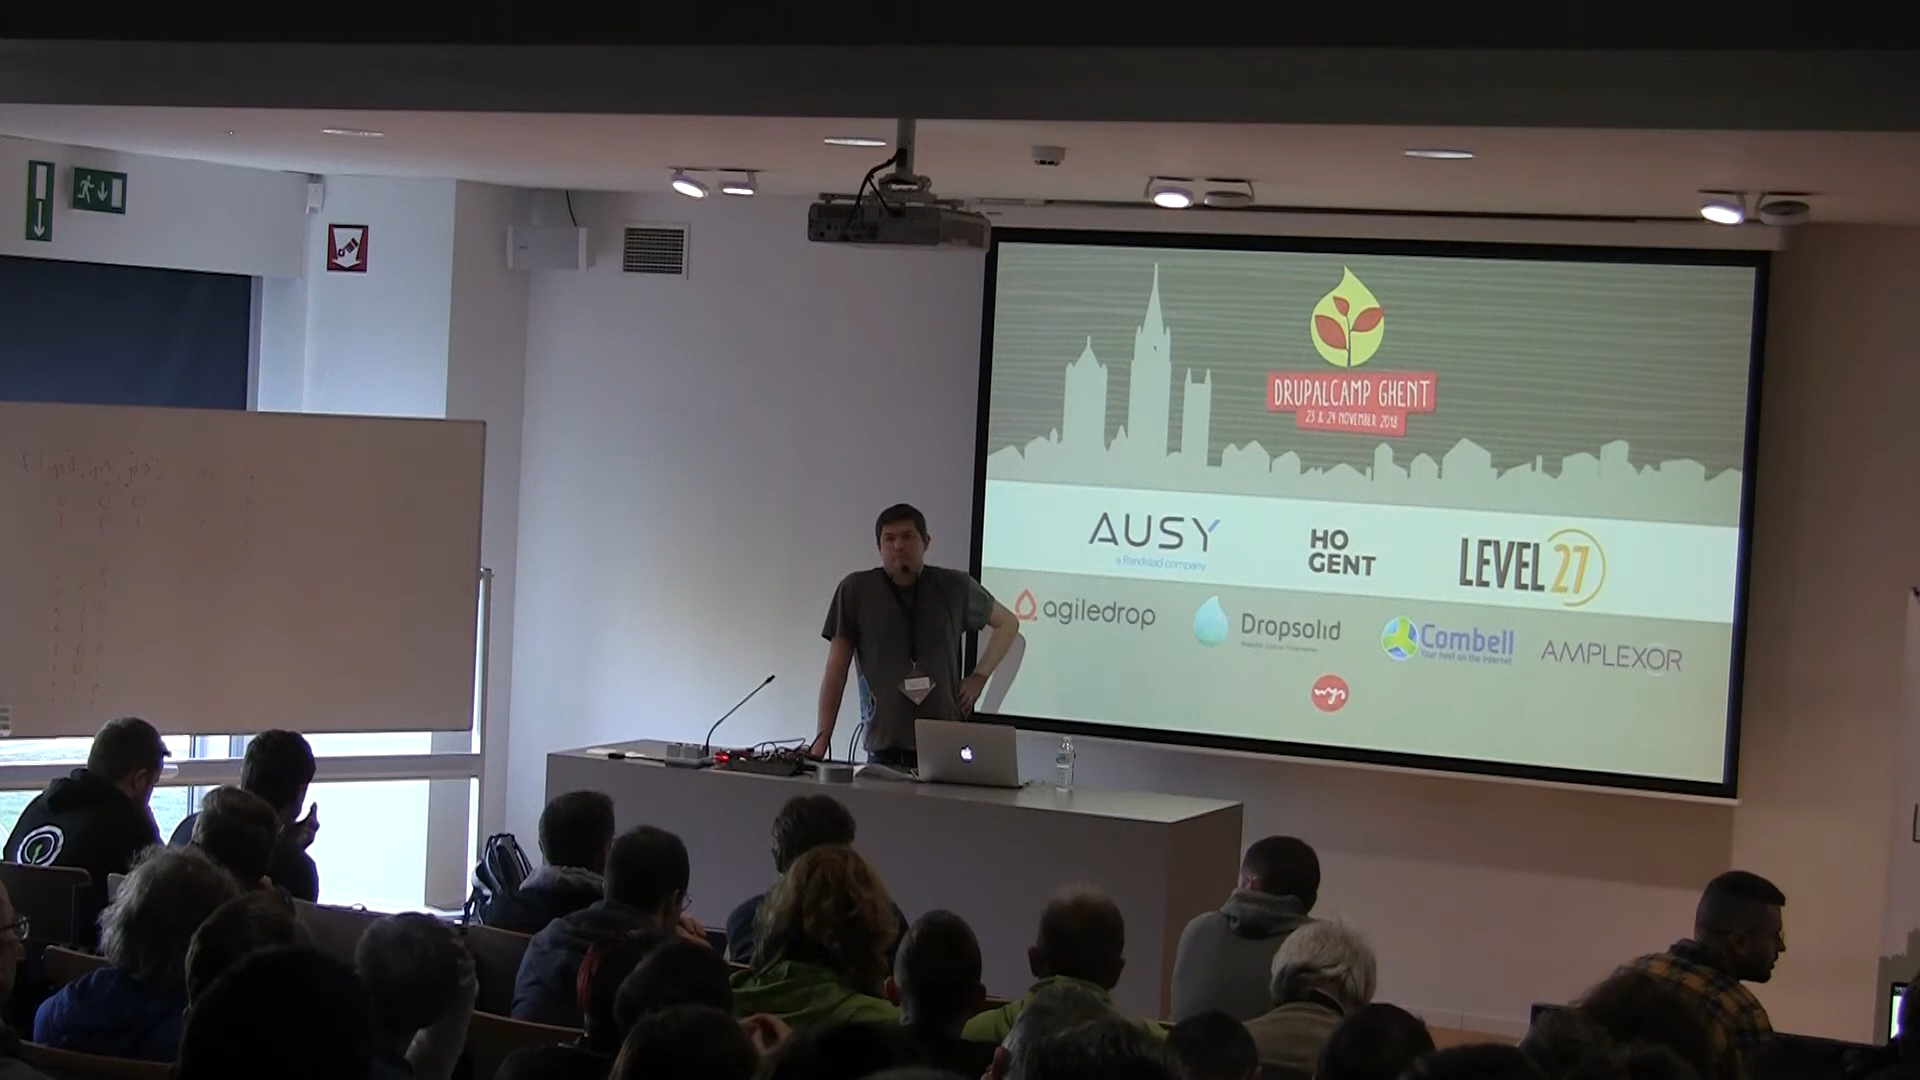 DRUPALCAMP GHENT
23 & 24 NOVEMBER 2018
AUSY
a Randstad company
HO
GENT
LEVEL 27
agiledrop
Dropsolid
Combell
Your host on the internet
AMPLEXOR